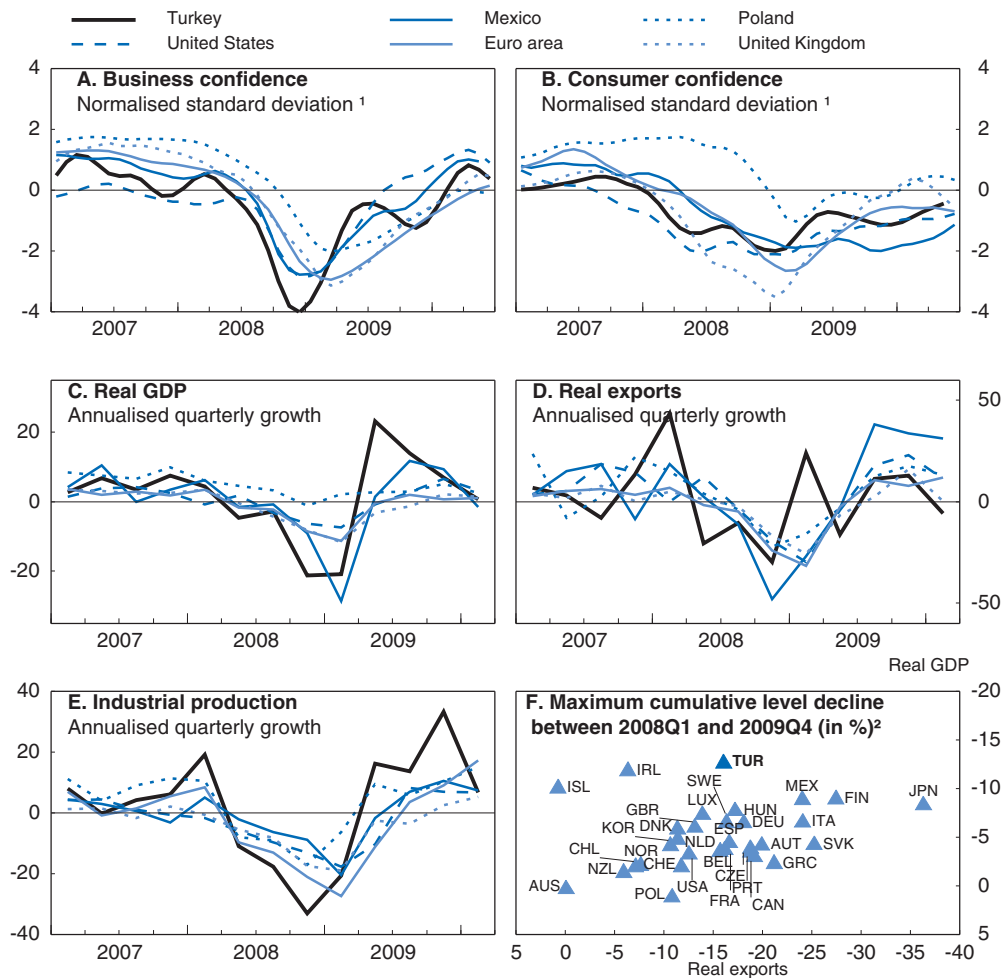 Turkey Mexico Poland
United States Euro area United Kingdom
A. Business confidence
Normalised standard deviation ¹
4
2
0
-2
-4
2007 2008 2009
B. Consumer confidence
Normalised standard deviation ¹
4
2
0
-2
-4
2007 2008 2009
C. Real GDP
Annualised quarterly growth
20
0
-20
2007 2008 2009
D. Real exports
Annualised quarterly growth
50
0
-50
2007 2008 2009
E. Industrial production
Annualised quarterly growth
40
20
0
-20
-40
2007 2008 2009
Real GDP
F. Maximum cumulative level decline
between 2008Q1 and 2009Q4 (in %)²
-20
-15
-10
-5
0
5
TUR
IRL
SWE
ISL
MEX
FIN
JPN
LUX
HUN
GBR
DNK
ESP
DEU
ITA
KOR
NLD
AUT
SVK
CHL
NOR
NZL
CHE
BEL
CZE
GRC
AUS
POL
USA
PRT
FRA
CAN
5 0 -5 -10 -15 -20 -25 -30 -35 -40
Real exports